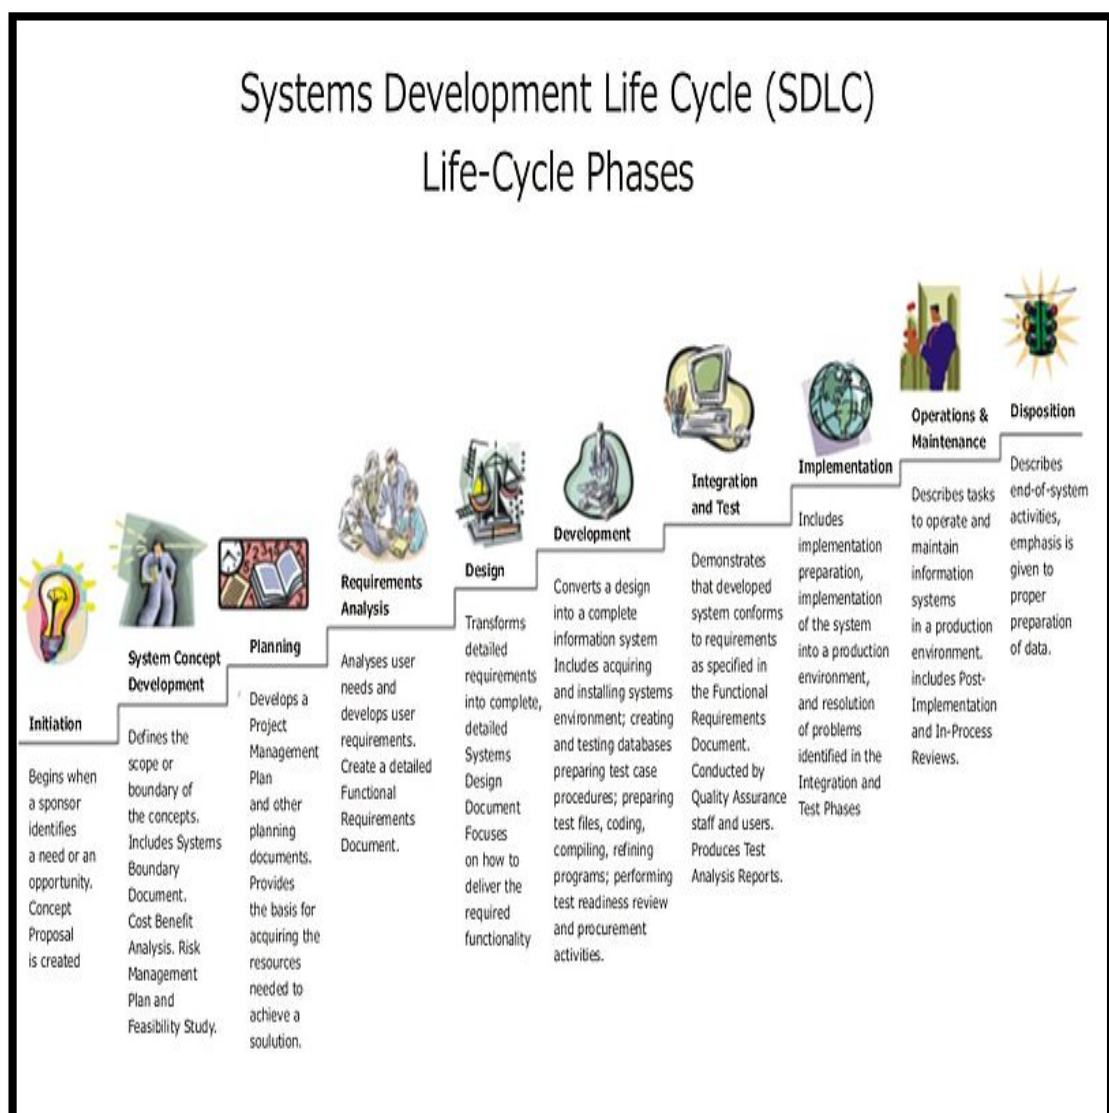 Systems Development Life Cycle (SDLC)
Life-Cycle Phases
Initiation
Begins when
a sponsor
identifies
a need or an
opportunity.
Concept
Proposal
is created
System Concept
Development
Defines the
scope or
boundary of
the concepts.
Includes Systems
Boundary
Document.
Cost Benefit
Analysis. Risk
Management
Plan and
Feasibility Study.
Planning
Develops a
Project
Management
Plan
and other
planning
documents.
Provides
the basis for
acquiring the
resources
needed to
achieve a
soulution.
Requirements
Analysis
Analyses user
needs and
develops user
requirements.
Create a detailed
Functional
Requirements
Document.
Design
Transforms
detailed
requirements
into complete,
detailed
Systems
Design
Document
Focuses
on how to
deliver the
required
functionality
Development
Converts a design
into a complete
information system
Includes acquiring
and installing systems
environment; creating
and testing databases
preparing test case
procedures; preparing
test files, coding,
compiling, refining
programs; performing
test readiness review
and procurement
activities.
Integration
and Test
Demonstrates
that developed
system conforms
to requirements
as specified in
the Functional
Requirements
Document.
Conducted by
Quality Assurance
staff and users.
Produces Test
Analysis Reports.
Implementation
Includes
implementation
preparation,
implementation
of the system
into a production
environment,
and resolution
of problems
identified in the
Integration and
Test Phases
Operations &
Maintenance
Describes tasks
to operate and
maintain
information
systems
in a production
environment.
includes Post-
Implementation
and In-Process
Reviews.
Disposition
Describes
end-of-system
activities,
emphasis is
given to
proper
preparation
of data.